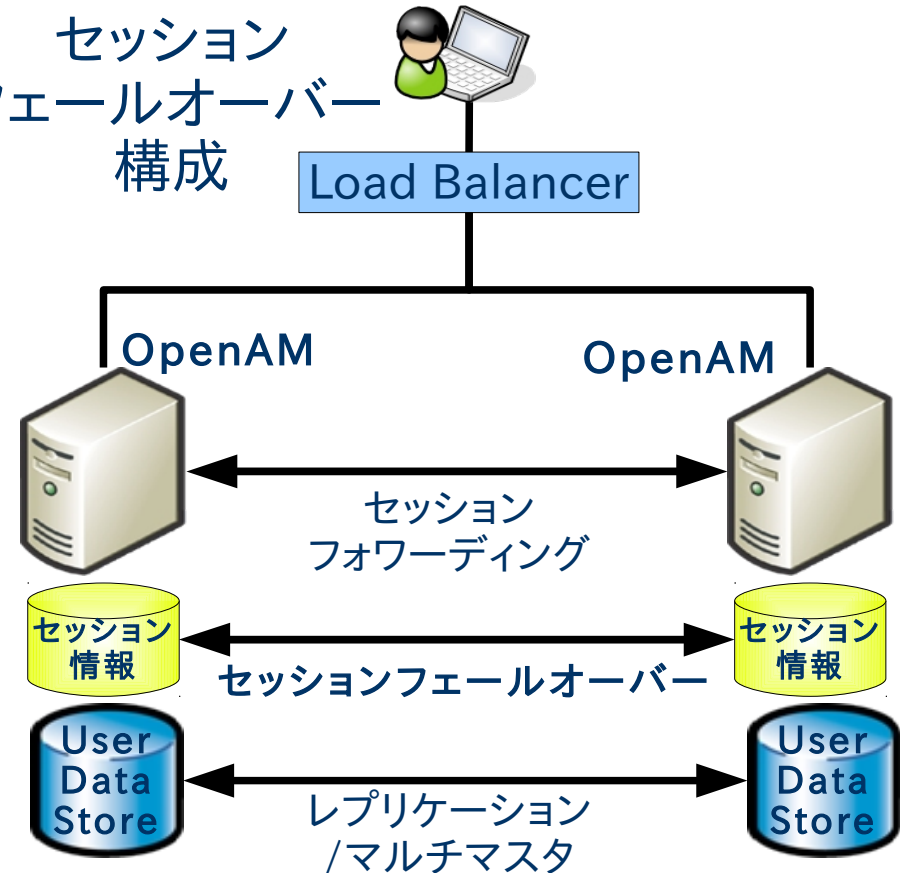 セッション
フェールオーバー
構成
Load Balancer
OpenAM
OpenAM
セッション
フォワーディング
セッション
情報
セッション
情報
セッションフェールオーバー
User
Data
Store
User
Data
Store
レプリケーション
/マルチマスタ